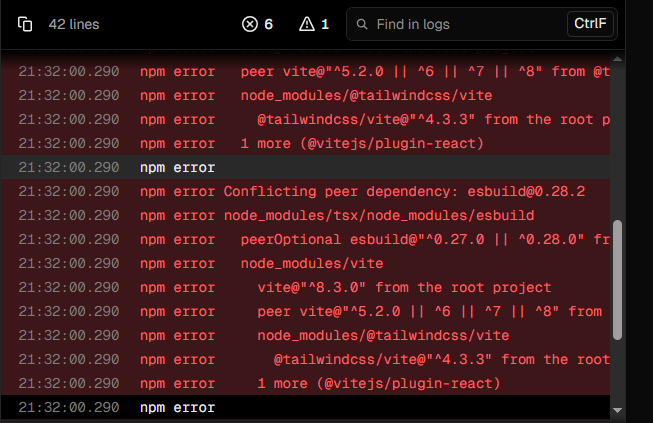 42 lines 6 1 Find in logs CtrlF
21:32:00.290 npm error   peer vite@"^5.2.0 || ^6 || ^7 || ^8" from @t
21:32:00.290 npm error   node_modules/@tailwindcss/vite
21:32:00.290 npm error     @tailwindcss/vite@"^4.3.3" from the root p
21:32:00.290 npm error   1 more (@vitejs/plugin-react)
21:32:00.290 npm error
21:32:00.290 npm error Conflicting peer dependency: esbuild@0.28.2
21:32:00.290 npm error node_modules/tsx/node_modules/esbuild
21:32:00.290 npm error   peerOptional esbuild@"^0.27.0 || ^0.28.0" fr
21:32:00.290 npm error   node_modules/vite
21:32:00.290 npm error     vite@"^8.3.0" from the root project
21:32:00.290 npm error     peer vite@"^5.2.0 || ^6 || ^7 || ^8" from
21:32:00.290 npm error     node_modules/@tailwindcss/vite
21:32:00.290 npm error       @tailwindcss/vite@"^4.3.3" from the root
21:32:00.290 npm error     1 more (@vitejs/plugin-react)
21:32:00.290 npm error